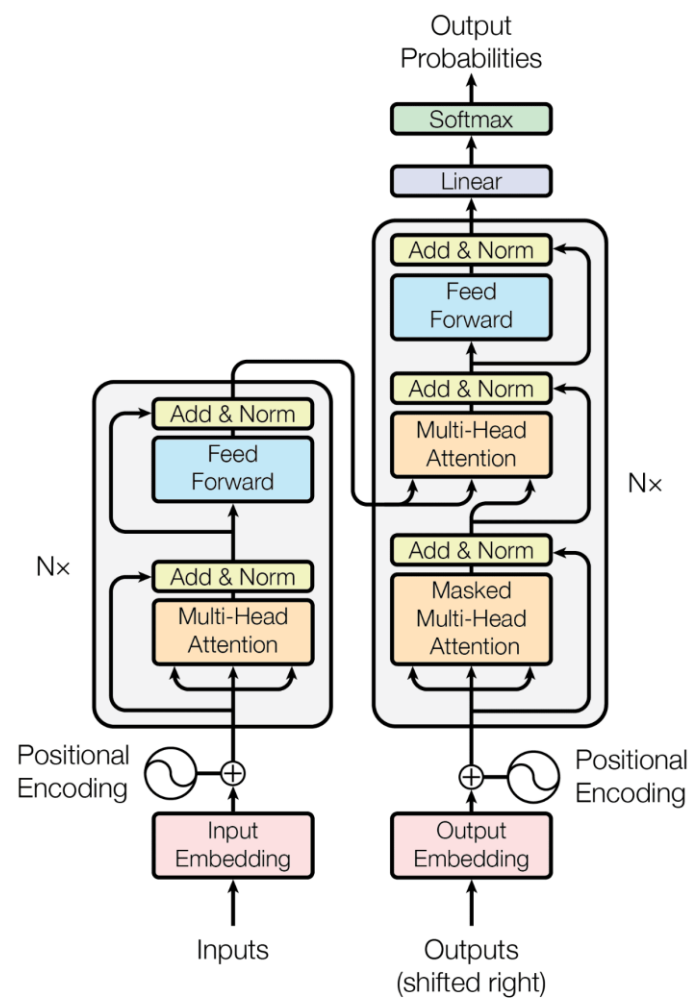 Output
Probabilities
Softmax
Linear
Add & Norm
Feed
Forward
Add & Norm
Multi-Head
Attention
Add & Norm
Masked
Multi-Head
Attention
N×
Add & Norm
Feed
Forward
Add & Norm
Multi-Head
Attention
N×
Positional
Encoding
Positional
Encoding
Input
Embedding
Output
Embedding
Inputs
Outputs
(shifted right)